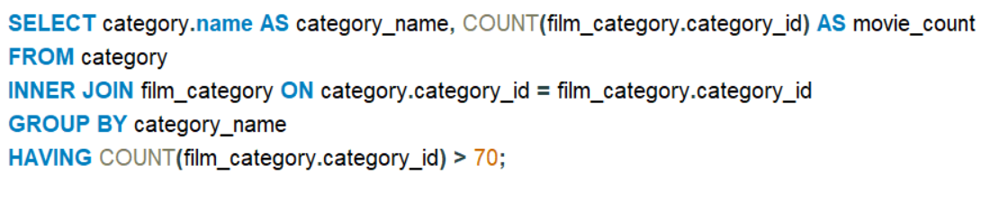 SELECT category.name AS category_name, COUNT(film_category.category_id) AS movie_count
FROM category
INNER JOIN film_category ON category.category_id = film_category.category_id
GROUP BY category_name
HAVING COUNT(film_category.category_id) > 70;